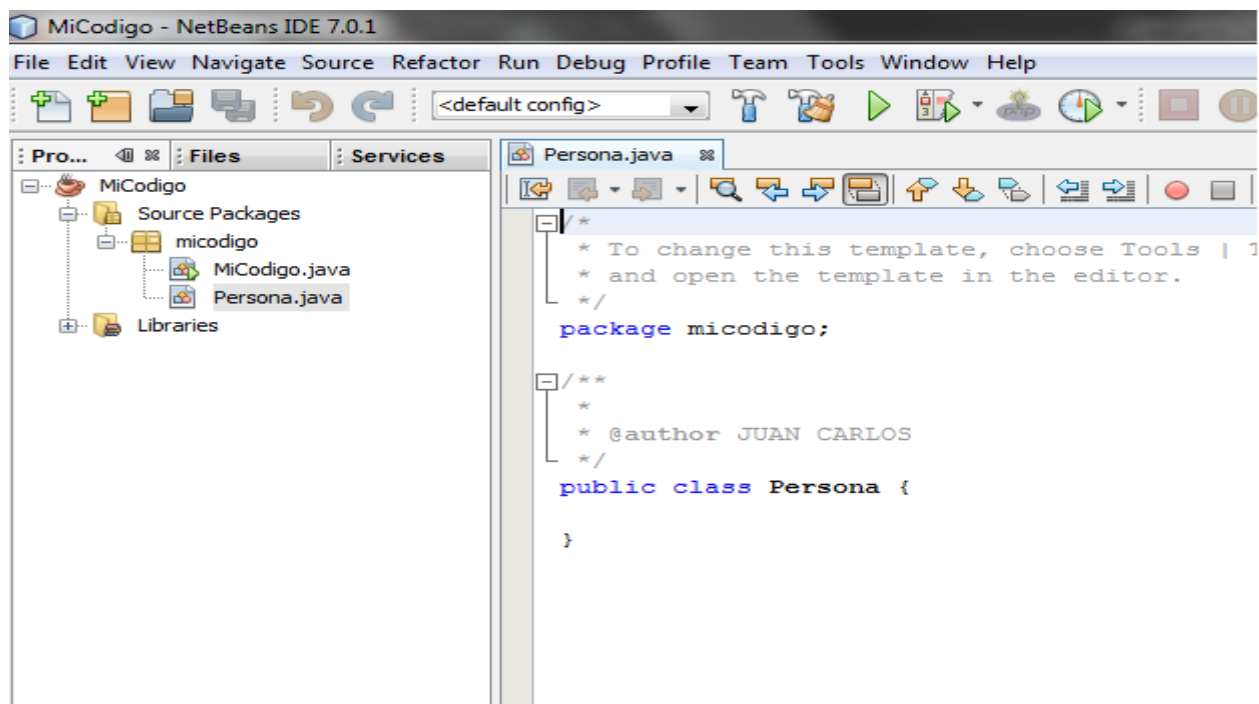 MiCodigo - NetBeans IDE 7.0.1
File Edit View Navigate Source Refactor Run Debug Profile Team Tools Window Help
<default config>
Pro... Files Services
Persona.java
MiCodigo
Source Packages
micodigo
MiCodigo.java
Persona.java
Libraries
/*
* To change this template, choose Tools |
* and open the template in the editor.
*/
package micodigo;
/**
*
* @author JUAN CARLOS
*/
public class Persona {
}